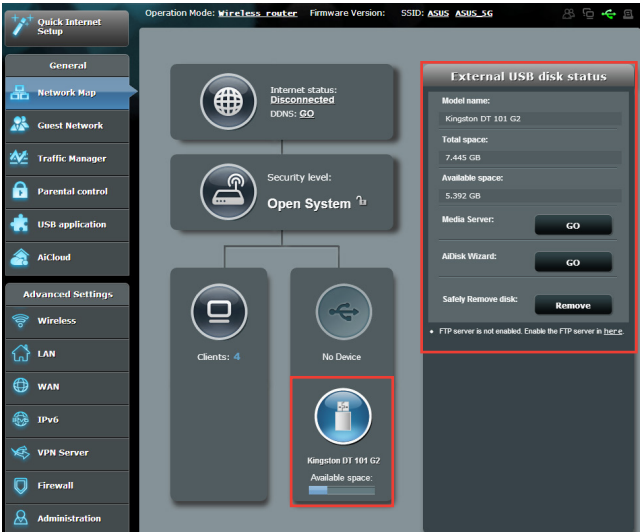 Quick Internet
Setup
Operation Mode: Wireless router Firmware Version: SSID: ASUS ASUS_5G
General
Network Map
Guest Network
Traffic Manager
Parental control
USB application
AiCloud
Advanced Settings
Wireless
LAN
WAN
IPv6
VPN Server
Firewall
Administration
Internet status:
Disconnected
DDNS: GO
Security level:
Open System
Clients: 4
No Device
Kingston DT 101 G2
Available space:
External USB disk status
Model name:
Kingston DT 101 G2
Total space:
7.445 GB
Available space:
5.392 GB
Media Server: GO
AiDisk Wizard: GO
Safely Remove disk: Remove
• FTP server is not enabled. Enable the FTP server in here.